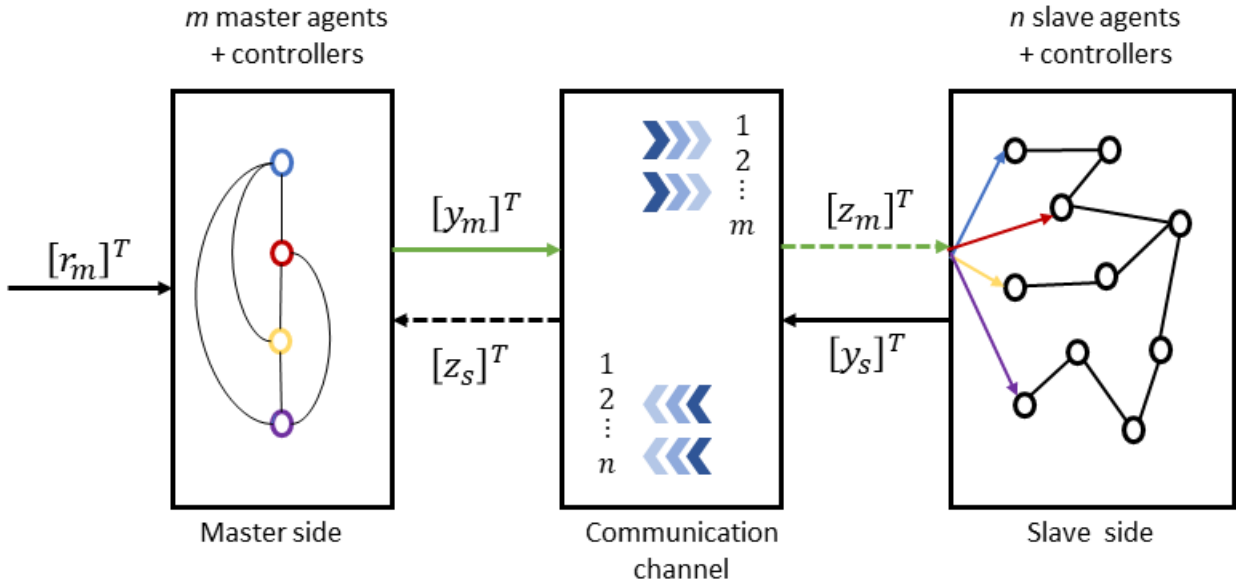 m master agents
+ controllers
n slave agents
+ controllers
[r_m]^T
[y_m]^T
[z_s]^T
1
2
⋮
m
1
2
⋮
n
[z_m]^T
[y_s]^T
Master side
Communication
channel
Slave side